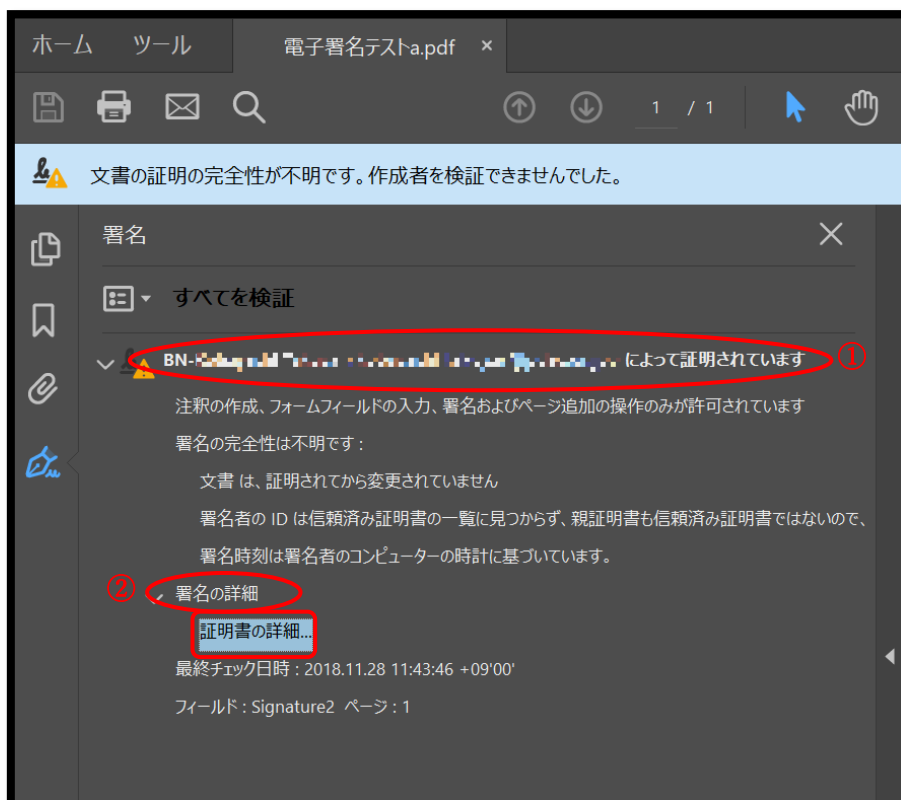 ホーム ツール 電子署名テストa.pdf ×
1 / 1
文書の証明の完全性が不明です。作成者を検証できませんでした。
署名
すべてを検証
BN- によって証明されています ①
注釈の作成、フォームフィールドの入力、署名およびページ追加の操作のみが許可されています
署名の完全性は不明です :
文書 は、証明されてから変更されていません
署名者の ID は信頼済み証明書の一覧に見つからず、親証明書も信頼済み証明書ではないので、
署名時刻は署名者のコンピューターの時計に基づいています。
② 署名の詳細
証明書の詳細...
最終チェック日時 : 2018.11.28 11:43:46 +09'00'
フィールド : Signature2 ページ : 1